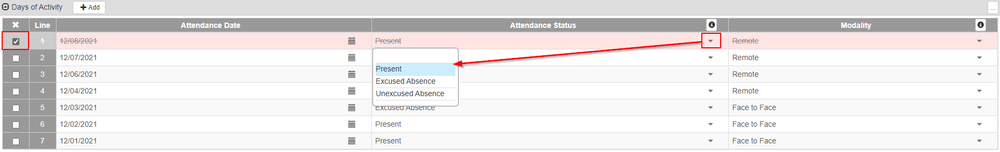 Days of Activity Add ...
Line Attendance Date Attendance Status Modality
1 12/08/2021 Present Remote
2 12/07/2021 Remote
3 12/06/2021 Remote
4 12/04/2021 Remote
5 12/03/2021 Excused Absence Face to Face
6 12/02/2021 Present Face to Face
7 12/01/2021 Present Face to Face
Present
Excused Absence
Unexcused Absence